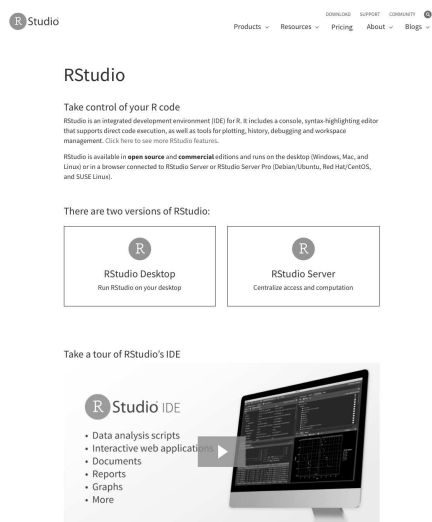 R Studio
DOWNLOAD SUPPORT COMMUNITY
Products Resources Pricing About Blogs
RStudio
Take control of your R code
RStudio is an integrated development environment (IDE) for R. It includes a console, syntax-highlighting editor
that supports direct code execution, as well as tools for plotting, history, debugging and workspace
management. Click here to see more RStudio features.
RStudio is available in open source and commercial editions and runs on the desktop (Windows, Mac, and
Linux) or in a browser connected to RStudio Server or RStudio Server Pro (Debian/Ubuntu, Red Hat/CentOS,
and SUSE Linux).
There are two versions of RStudio:
R
RStudio Desktop
Run RStudio on your desktop
R
RStudio Server
Centralize access and computation
Take a tour of RStudio's IDE
R Studio IDE
• Data analysis scripts
• Interactive web applications
• Documents
• Reports
• Graphs
• More